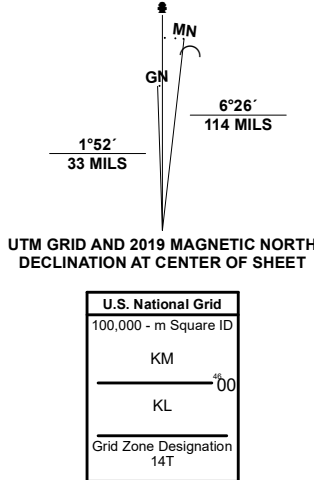 MN
GN
6°26´
114 MILS
1°52´
33 MILS
UTM GRID AND 2019 MAGNETIC NORTH
DECLINATION AT CENTER OF SHEET
U.S. National Grid
100,000 - m Square ID
KM
46 00
KL
Grid Zone Designation
14T